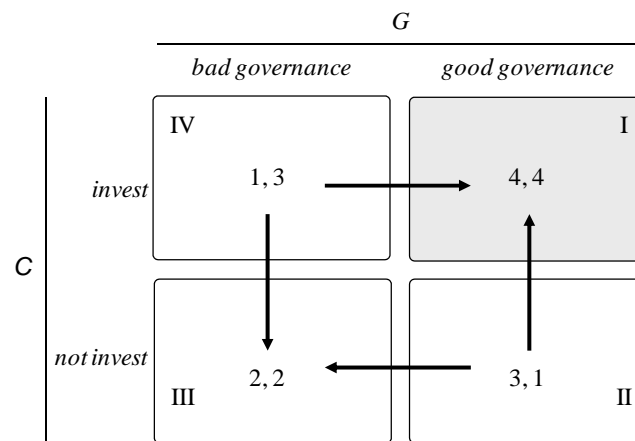 G
bad governance good governance
IV I
invest 1, 3 4, 4
C
not invest 2, 2 3, 1
III II